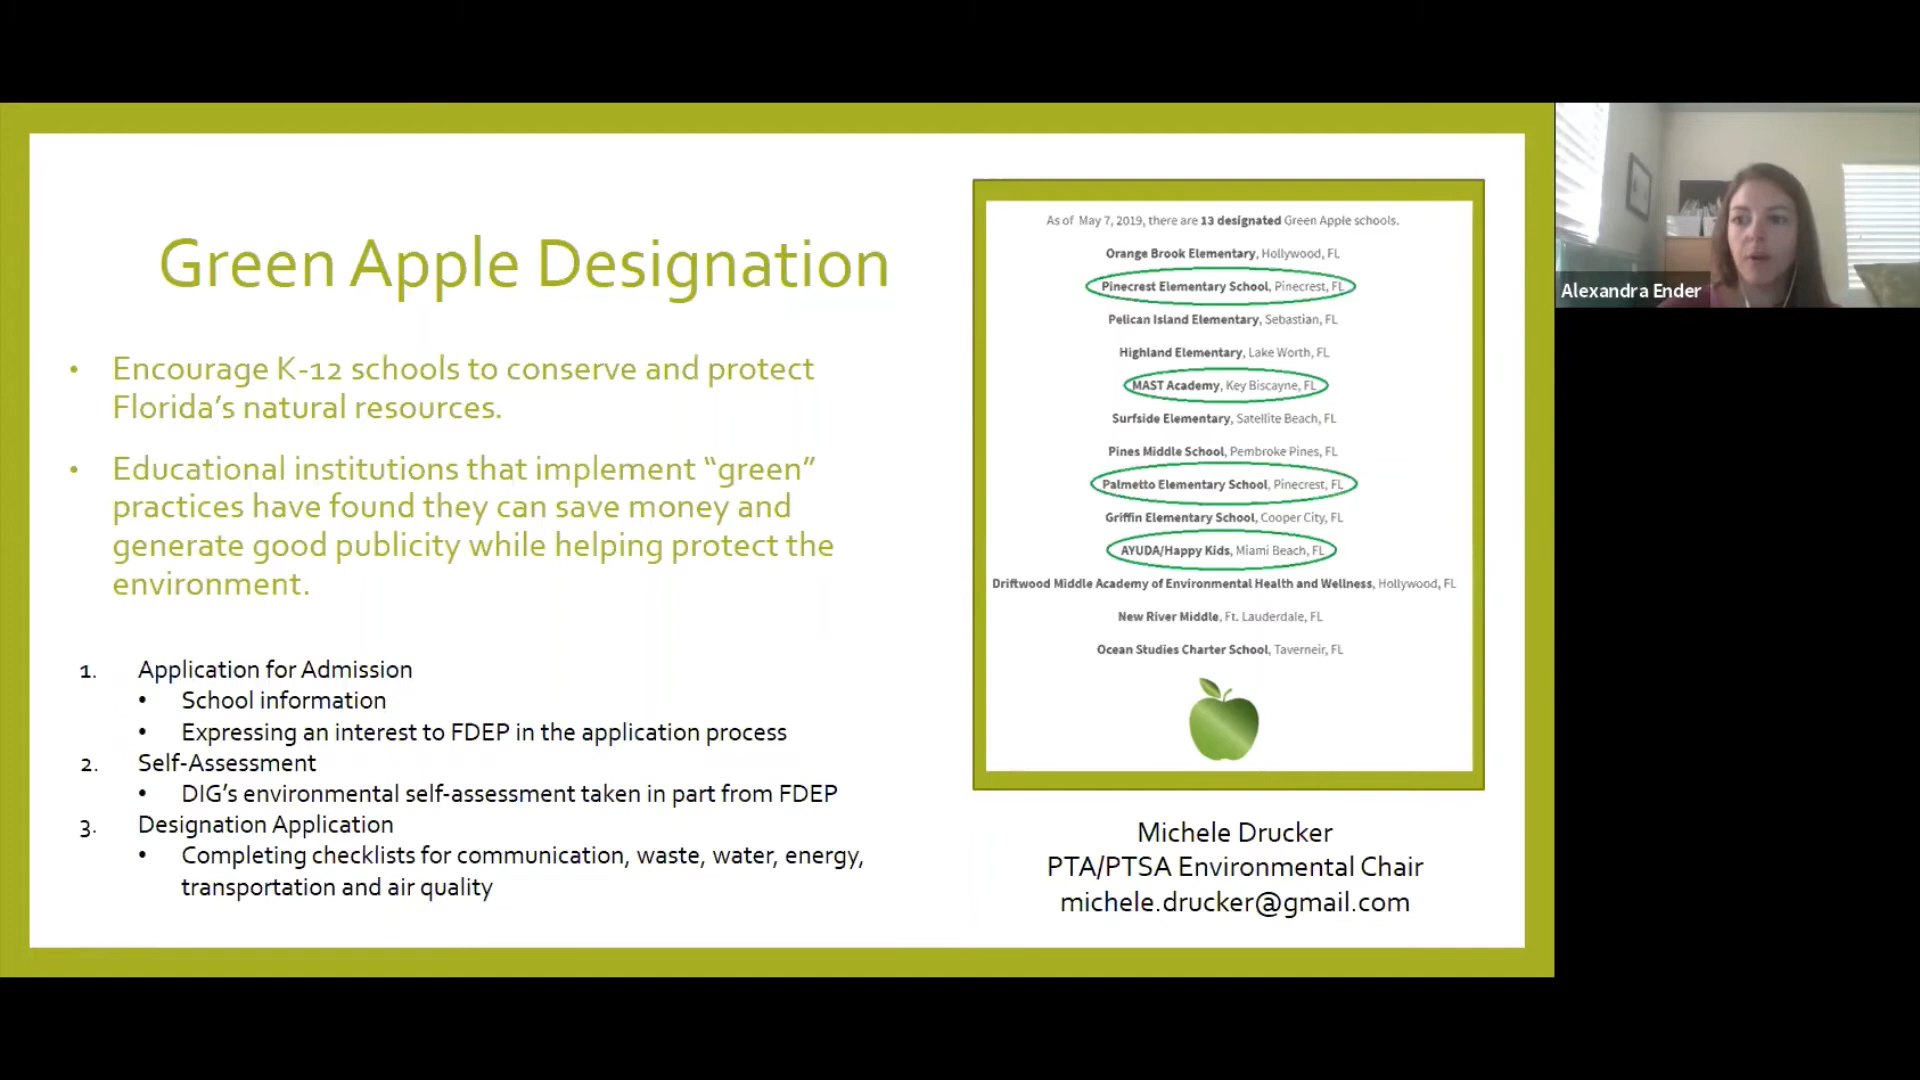 Green Apple Designation
• Encourage K-12 schools to conserve and protect
Florida's natural resources.
• Educational institutions that implement “green”
practices have found they can save money and
generate good publicity while helping protect the
environment.
1. Application for Admission
• School information
• Expressing an interest to FDEP in the application process
2. Self-Assessment
• DIG's environmental self-assessment taken in part from FDEP
3. Designation Application
• Completing checklists for communication, waste, water, energy,
transportation and air quality
As of May 7, 2019, there are 13 designated Green Apple schools.
Orange Brook Elementary, Hollywood, FL
Pinecrest Elementary School, Pinecrest, FL
Pelican Island Elementary, Sebastian, FL
Highland Elementary, Lake Worth, FL
MAST Academy, Key Biscayne, FL
Surfside Elementary, Satellite Beach, FL
Pines Middle School, Pembroke Pines, FL
Palmetto Elementary School, Pinecrest, FL
Griffin Elementary School, Cooper City, FL
AYUDA/Happy Kids, Miami Beach, FL
Driftwood Middle Academy of Environmental Health and Wellness, Hollywood, FL
New River Middle, Ft. Lauderdale, FL
Ocean Studies Charter School, Taverneir, FL
Michele Drucker
PTA/PTSA Environmental Chair
michele.drucker@gmail.com
Alexandra Ender